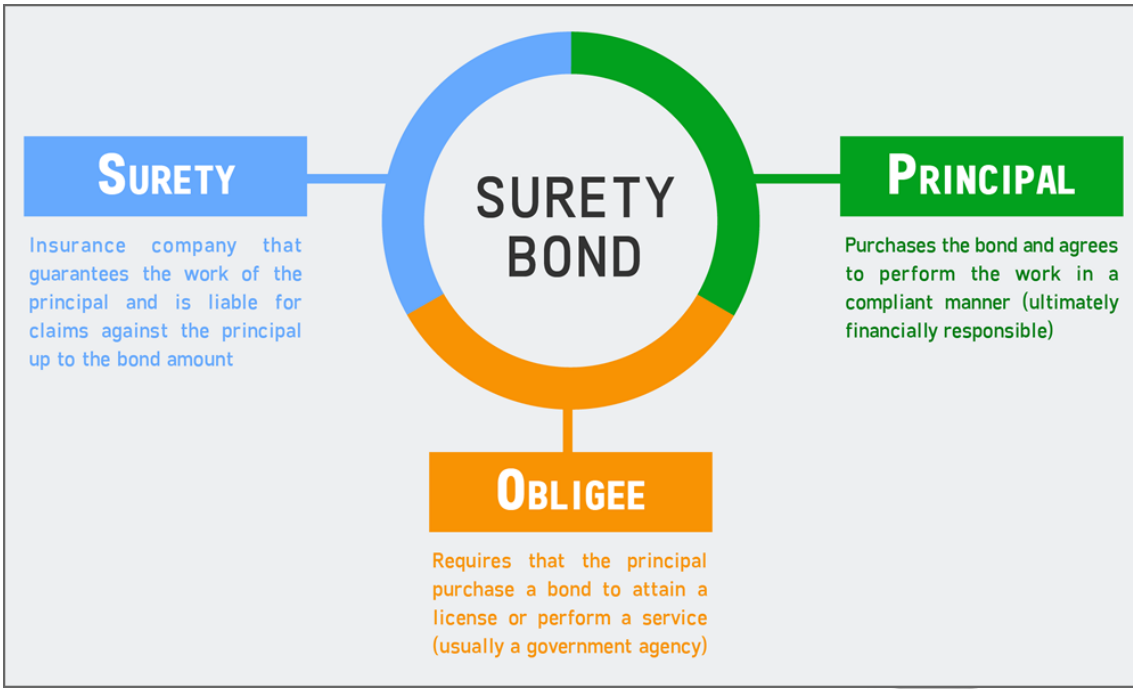 SURETY
BOND
SURETY
Insurance company that
guarantees the work of the
principal and is liable for
claims against the principal
up to the bond amount
PRINCIPAL
Purchases the bond and agrees
to perform the work in a
compliant manner (ultimately
financially responsible)
OBLIGEE
Requires that the principal
purchase a bond to attain a
license or perform a service
(usually a government agency)